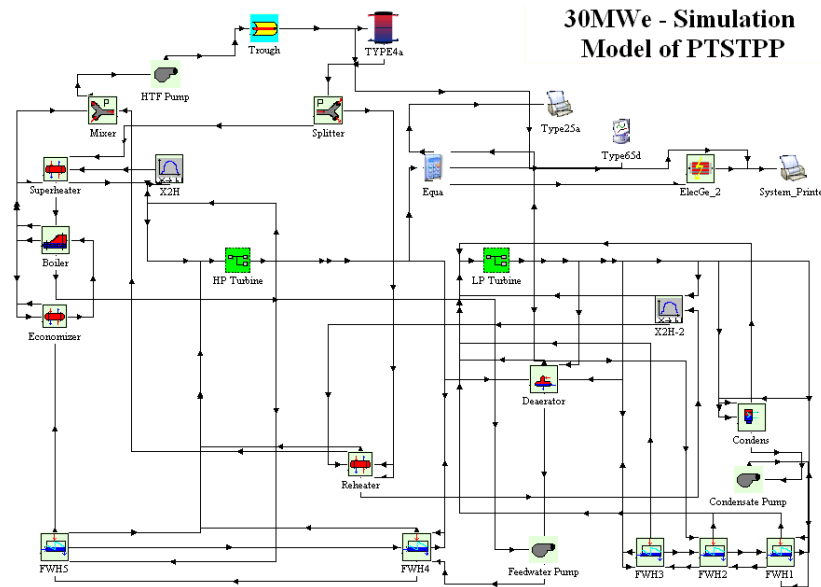 30MWe - Simulation
Model of PTSTPP
Trough
TYPE4a
HTF Pump
Mixer
Splitter
Type25a
Type65d
Superheater
X2H
Equa
ElecGe_2
System_Printe
Boiler
HP Turbine
LP Turbine
Economizer
X2H-2
Deaerator
Condens
Reheater
Condensate Pump
FWH5
FWH4
Feedwater Pump
FWH3
FWH2
FWH1